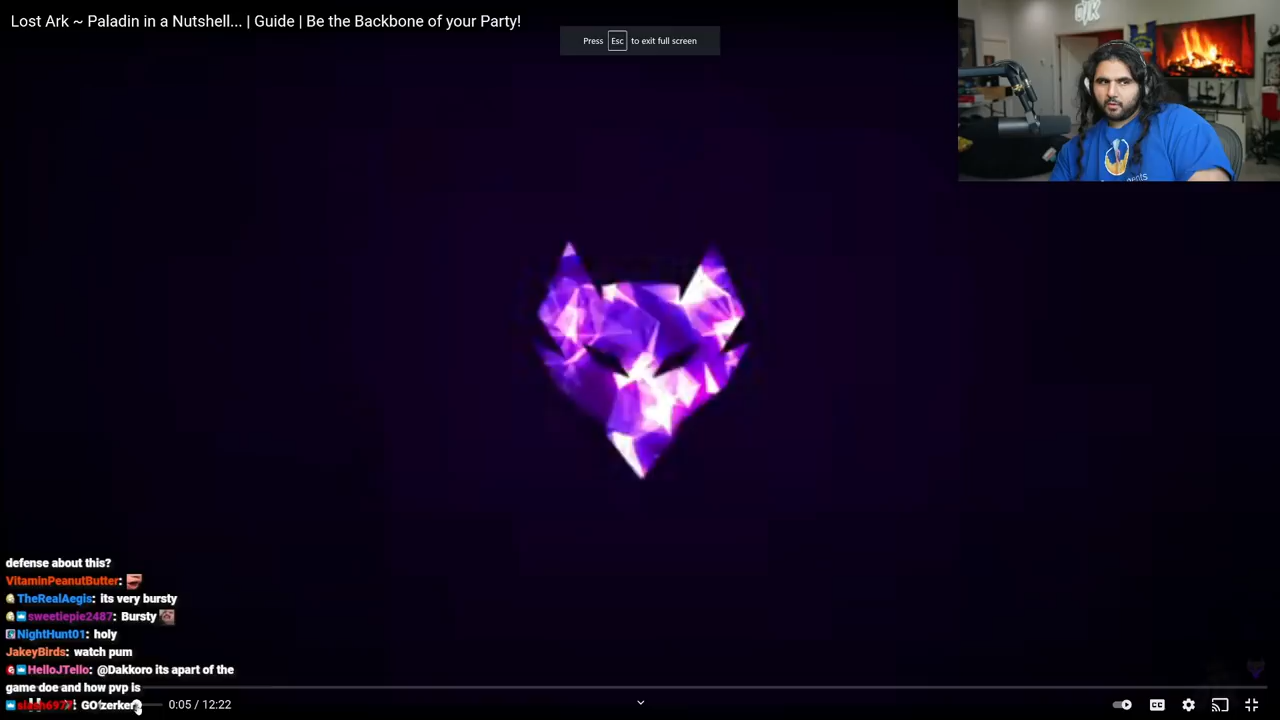 Lost Ark ~ Paladin in a Nutshell... | Guide | Be the Backbone of your Party!
Press Esc to exit full screen
defense about this?
VitaminPeanutButter:
TheRealAegis: its very bursty
sweetiepie2487: Bursty
NightHunt01: holy
JakeyBirds: watch pum
HelloJTello: @Dakkoro its apart of the
game doe and how pvp is
GO zerker
0:05 / 12:22
CC